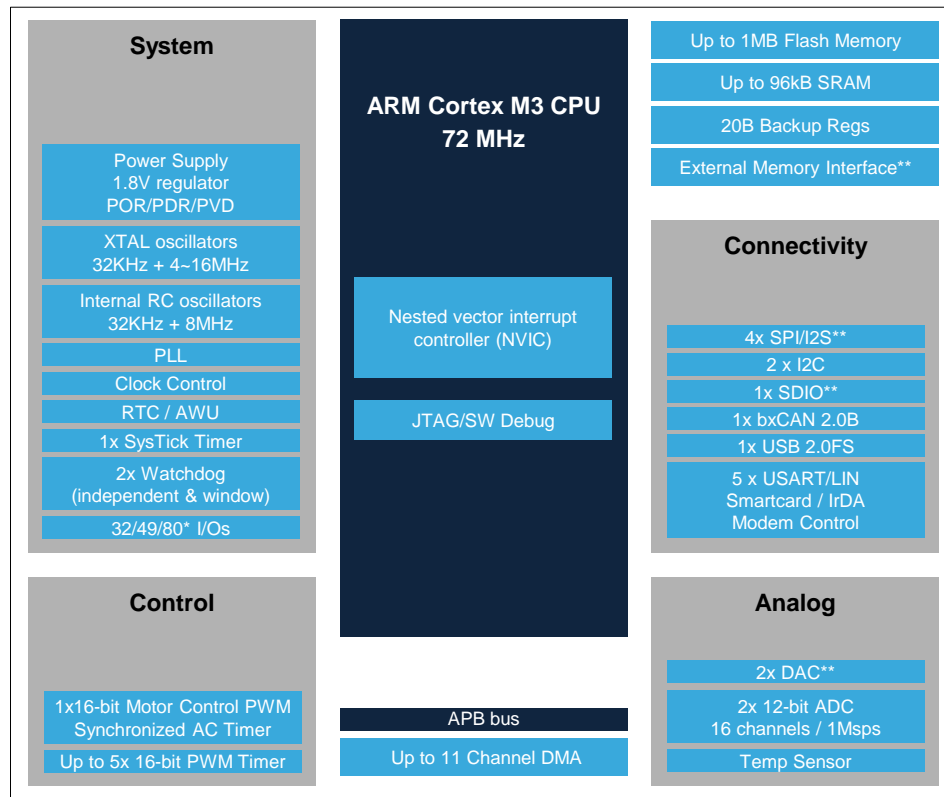 System
Power Supply
1.8V regulator
POR/PDR/PVD
XTAL oscillators
32KHz + 4~16MHz
Internal RC oscillators
32KHz + 8MHz
PLL
Clock Control
RTC / AWU
1x SysTick Timer
2x Watchdog
(independent & window)
32/49/80* I/Os
Control
1x16-bit Motor Control PWM
Synchronized AC Timer
Up to 5x 16-bit PWM Timer
ARM Cortex M3 CPU
72 MHz
Nested vector interrupt
controller (NVIC)
JTAG/SW Debug
APB bus
Up to 11 Channel DMA
Up to 1MB Flash Memory
Up to 96kB SRAM
20B Backup Regs
External Memory Interface**
Connectivity
4x SPI/I2S**
2 x I2C
1x SDIO**
1x bxCAN 2.0B
1x USB 2.0FS
5 x USART/LIN
Smartcard / IrDA
Modem Control
Analog
2x DAC**
2x 12-bit ADC
16 channels / 1Msps
Temp Sensor